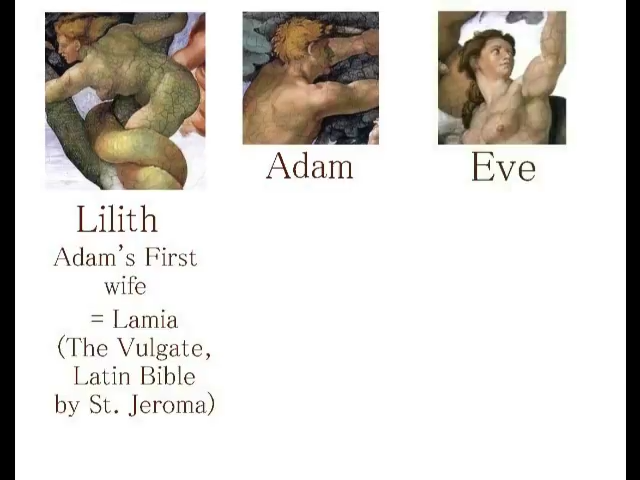 Adam
Eve
Lilith
Adam's First
wife
= Lamia
(The Vulgate,
Latin Bible
by St. Jeroma)